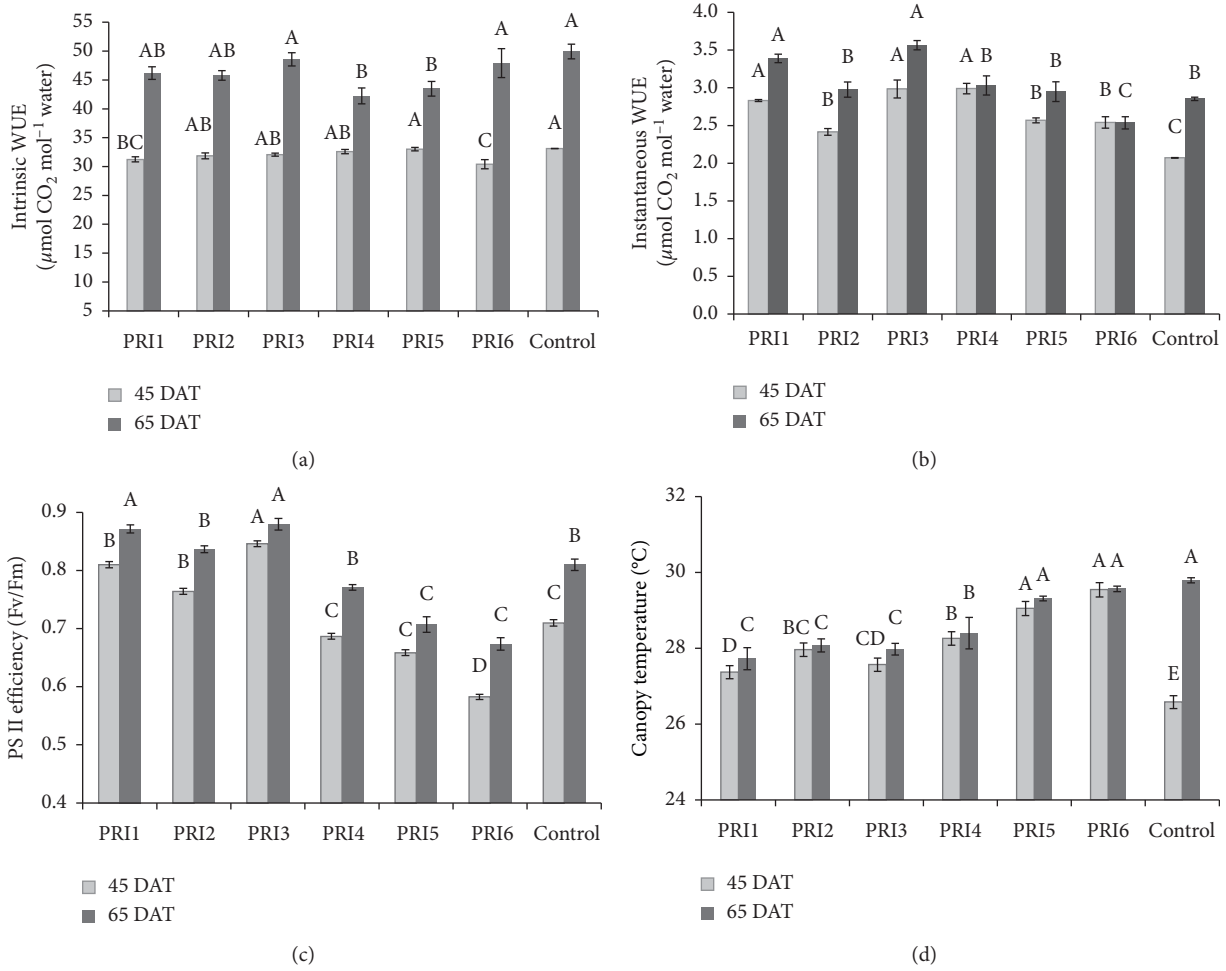 Intrinsic WUE
(μmol CO₂ mol⁻¹ water)
55
50
45
40
35
30
25
20
15
10
5
BC
AB
AB
AB
AB
A
AB
B
A
B
C
A
A
A
PRI1 PRI2 PRI3 PRI4 PRI5 PRI6 Control
45 DAT
65 DAT
(a)
Instantaneous WUE
(μmol CO₂ mol⁻¹ water)
4.0
3.5
3.0
2.5
2.0
1.5
1.0
0.5
0.0
A
A
B
B
A
A
A B
B
B
B C
C
B
PRI1 PRI2 PRI3 PRI4 PRI5 PRI6 Control
45 DAT
65 DAT
(b)
PS II efficiency (Fv/Fm)
0.9
0.8
0.7
0.6
0.5
0.4
B
A
B
B
A
A
C
B
C
C
D
C
C
B
PRI1 PRI2 PRI3 PRI4 PRI5 PRI6 Control
45 DAT
65 DAT
(c)
Canopy temperature (°C)
32
30
28
26
24
D
C
BC C
CD
C
B
B
A A
A A
E
A
PRI1 PRI2 PRI3 PRI4 PRI5 PRI6 Control
45 DAT
65 DAT
(d)